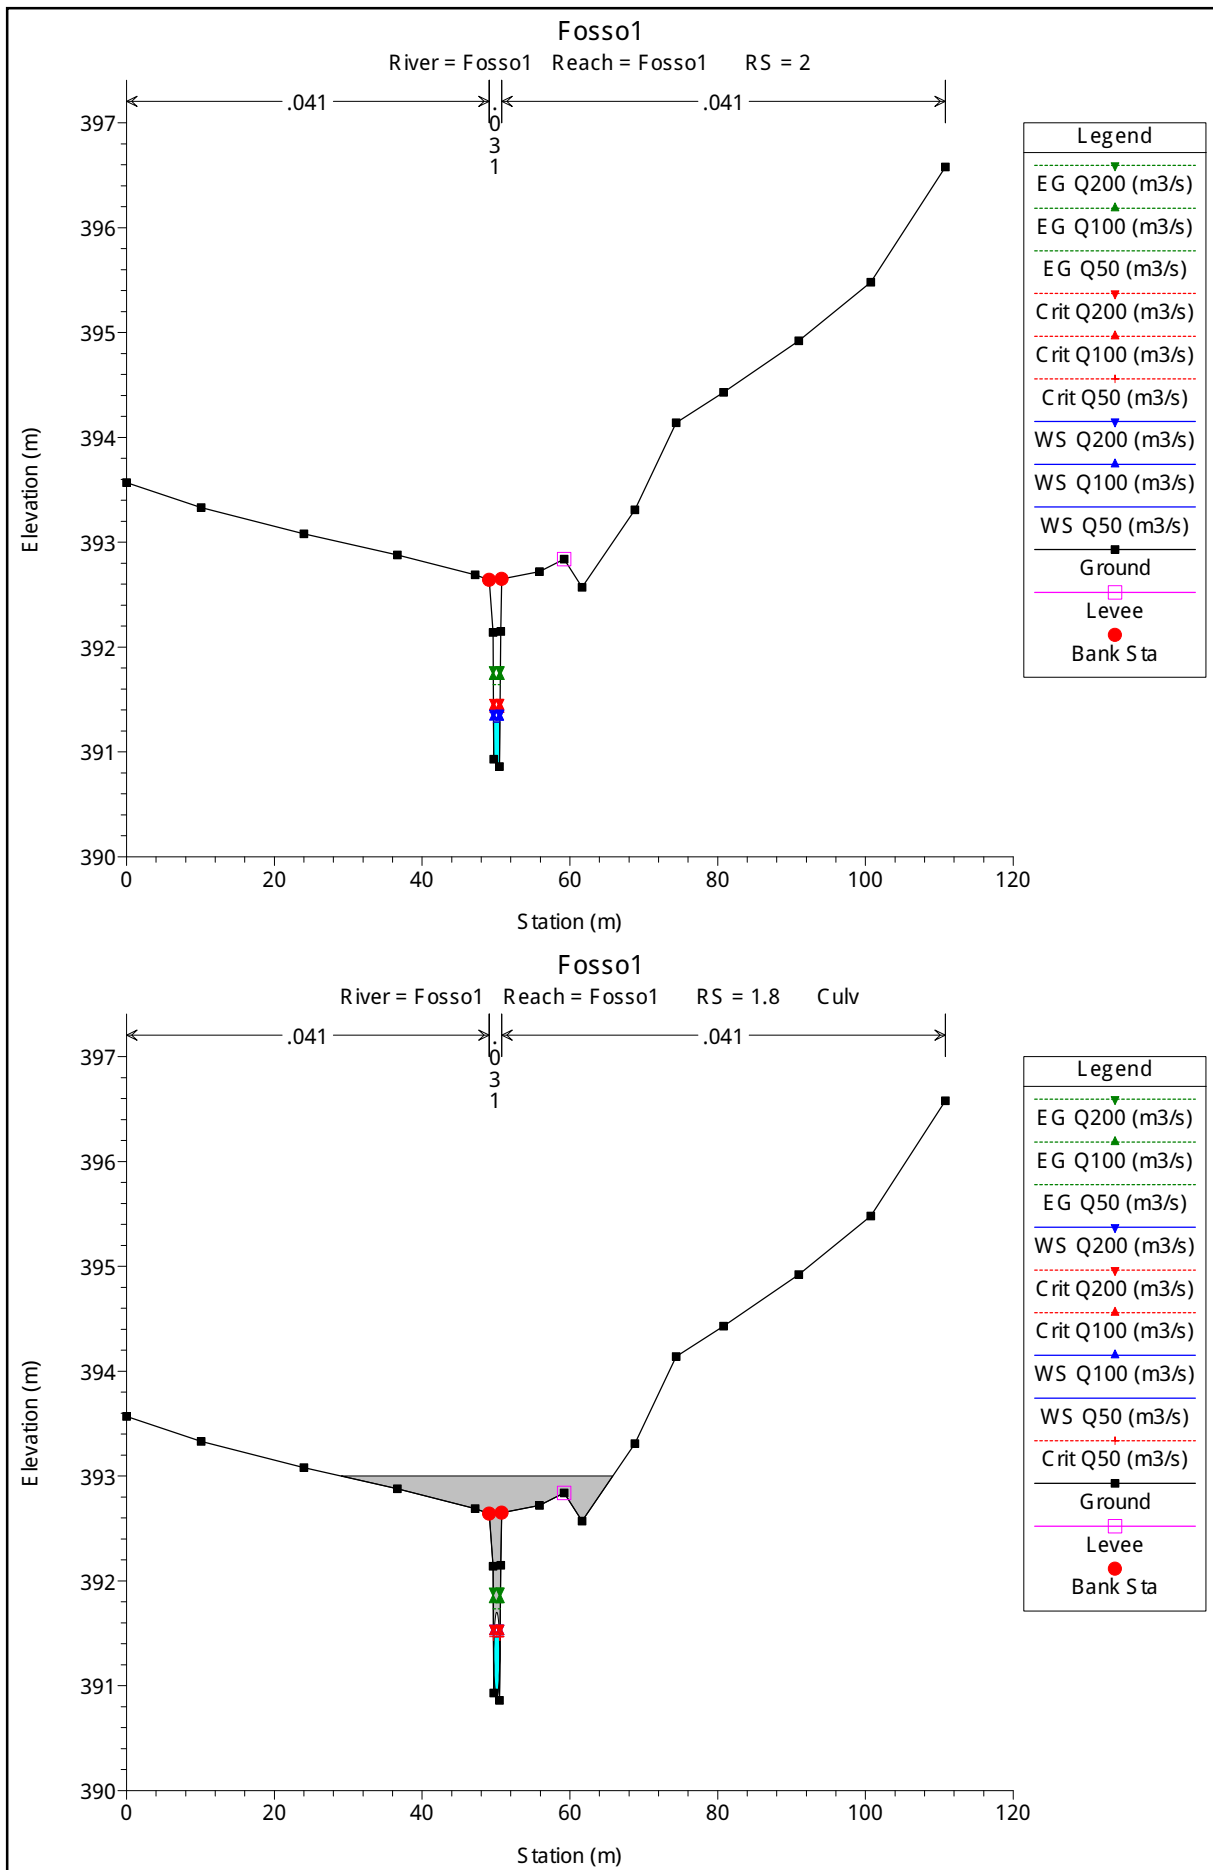 Fosso1
River = Fosso1 Reach = Fosso1 RS = 2
.041
.031
.041
397
396
395
394
393
392
391
390
Elevation (m)
0 20 40 60 80 100 120
Station (m)
Legend
EG Q200 (m3/s)
EG Q100 (m3/s)
EG Q50 (m3/s)
Crit Q200 (m3/s)
Crit Q100 (m3/s)
Crit Q50 (m3/s)
WS Q200 (m3/s)
WS Q100 (m3/s)
WS Q50 (m3/s)
Ground
Levee
Bank Sta
Fosso1
River = Fosso1 Reach = Fosso1 RS = 1.8 Culv
.041
.031
.041
397
396
395
394
393
392
391
390
Elevation (m)
0 20 40 60 80 100 120
Station (m)
Legend
EG Q200 (m3/s)
EG Q100 (m3/s)
EG Q50 (m3/s)
WS Q200 (m3/s)
Crit Q200 (m3/s)
Crit Q100 (m3/s)
WS Q100 (m3/s)
WS Q50 (m3/s)
Crit Q50 (m3/s)
Ground
Levee
Bank Sta